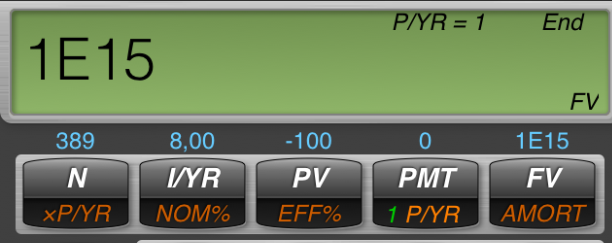 P/YR = 1 End
1E15
FV
389 8,00 -100 0 1E15
N I/YR PV PMT FV
×P/YR NOM% EFF% 1 P/YR AMORT